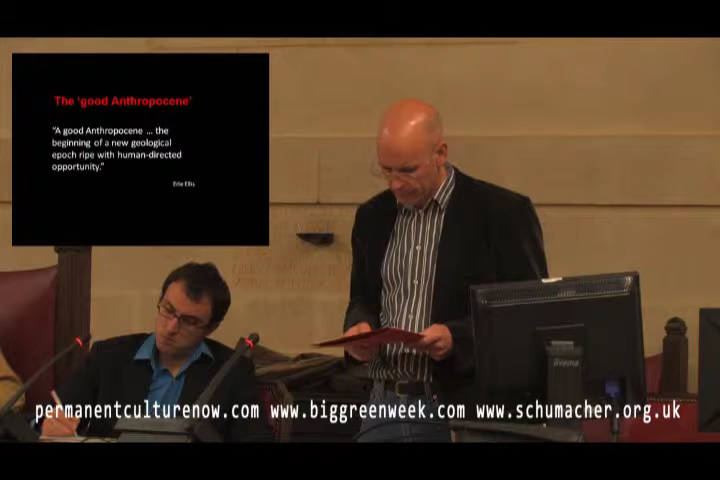 The 'good Anthropocene'
"A good Anthropocene ... the
beginning of a new geological
epoch ripe with human-directed
opportunity."
Erle Ellis
permanentculturenow.com www.biggreenweek.com www.schumacher.org.uk